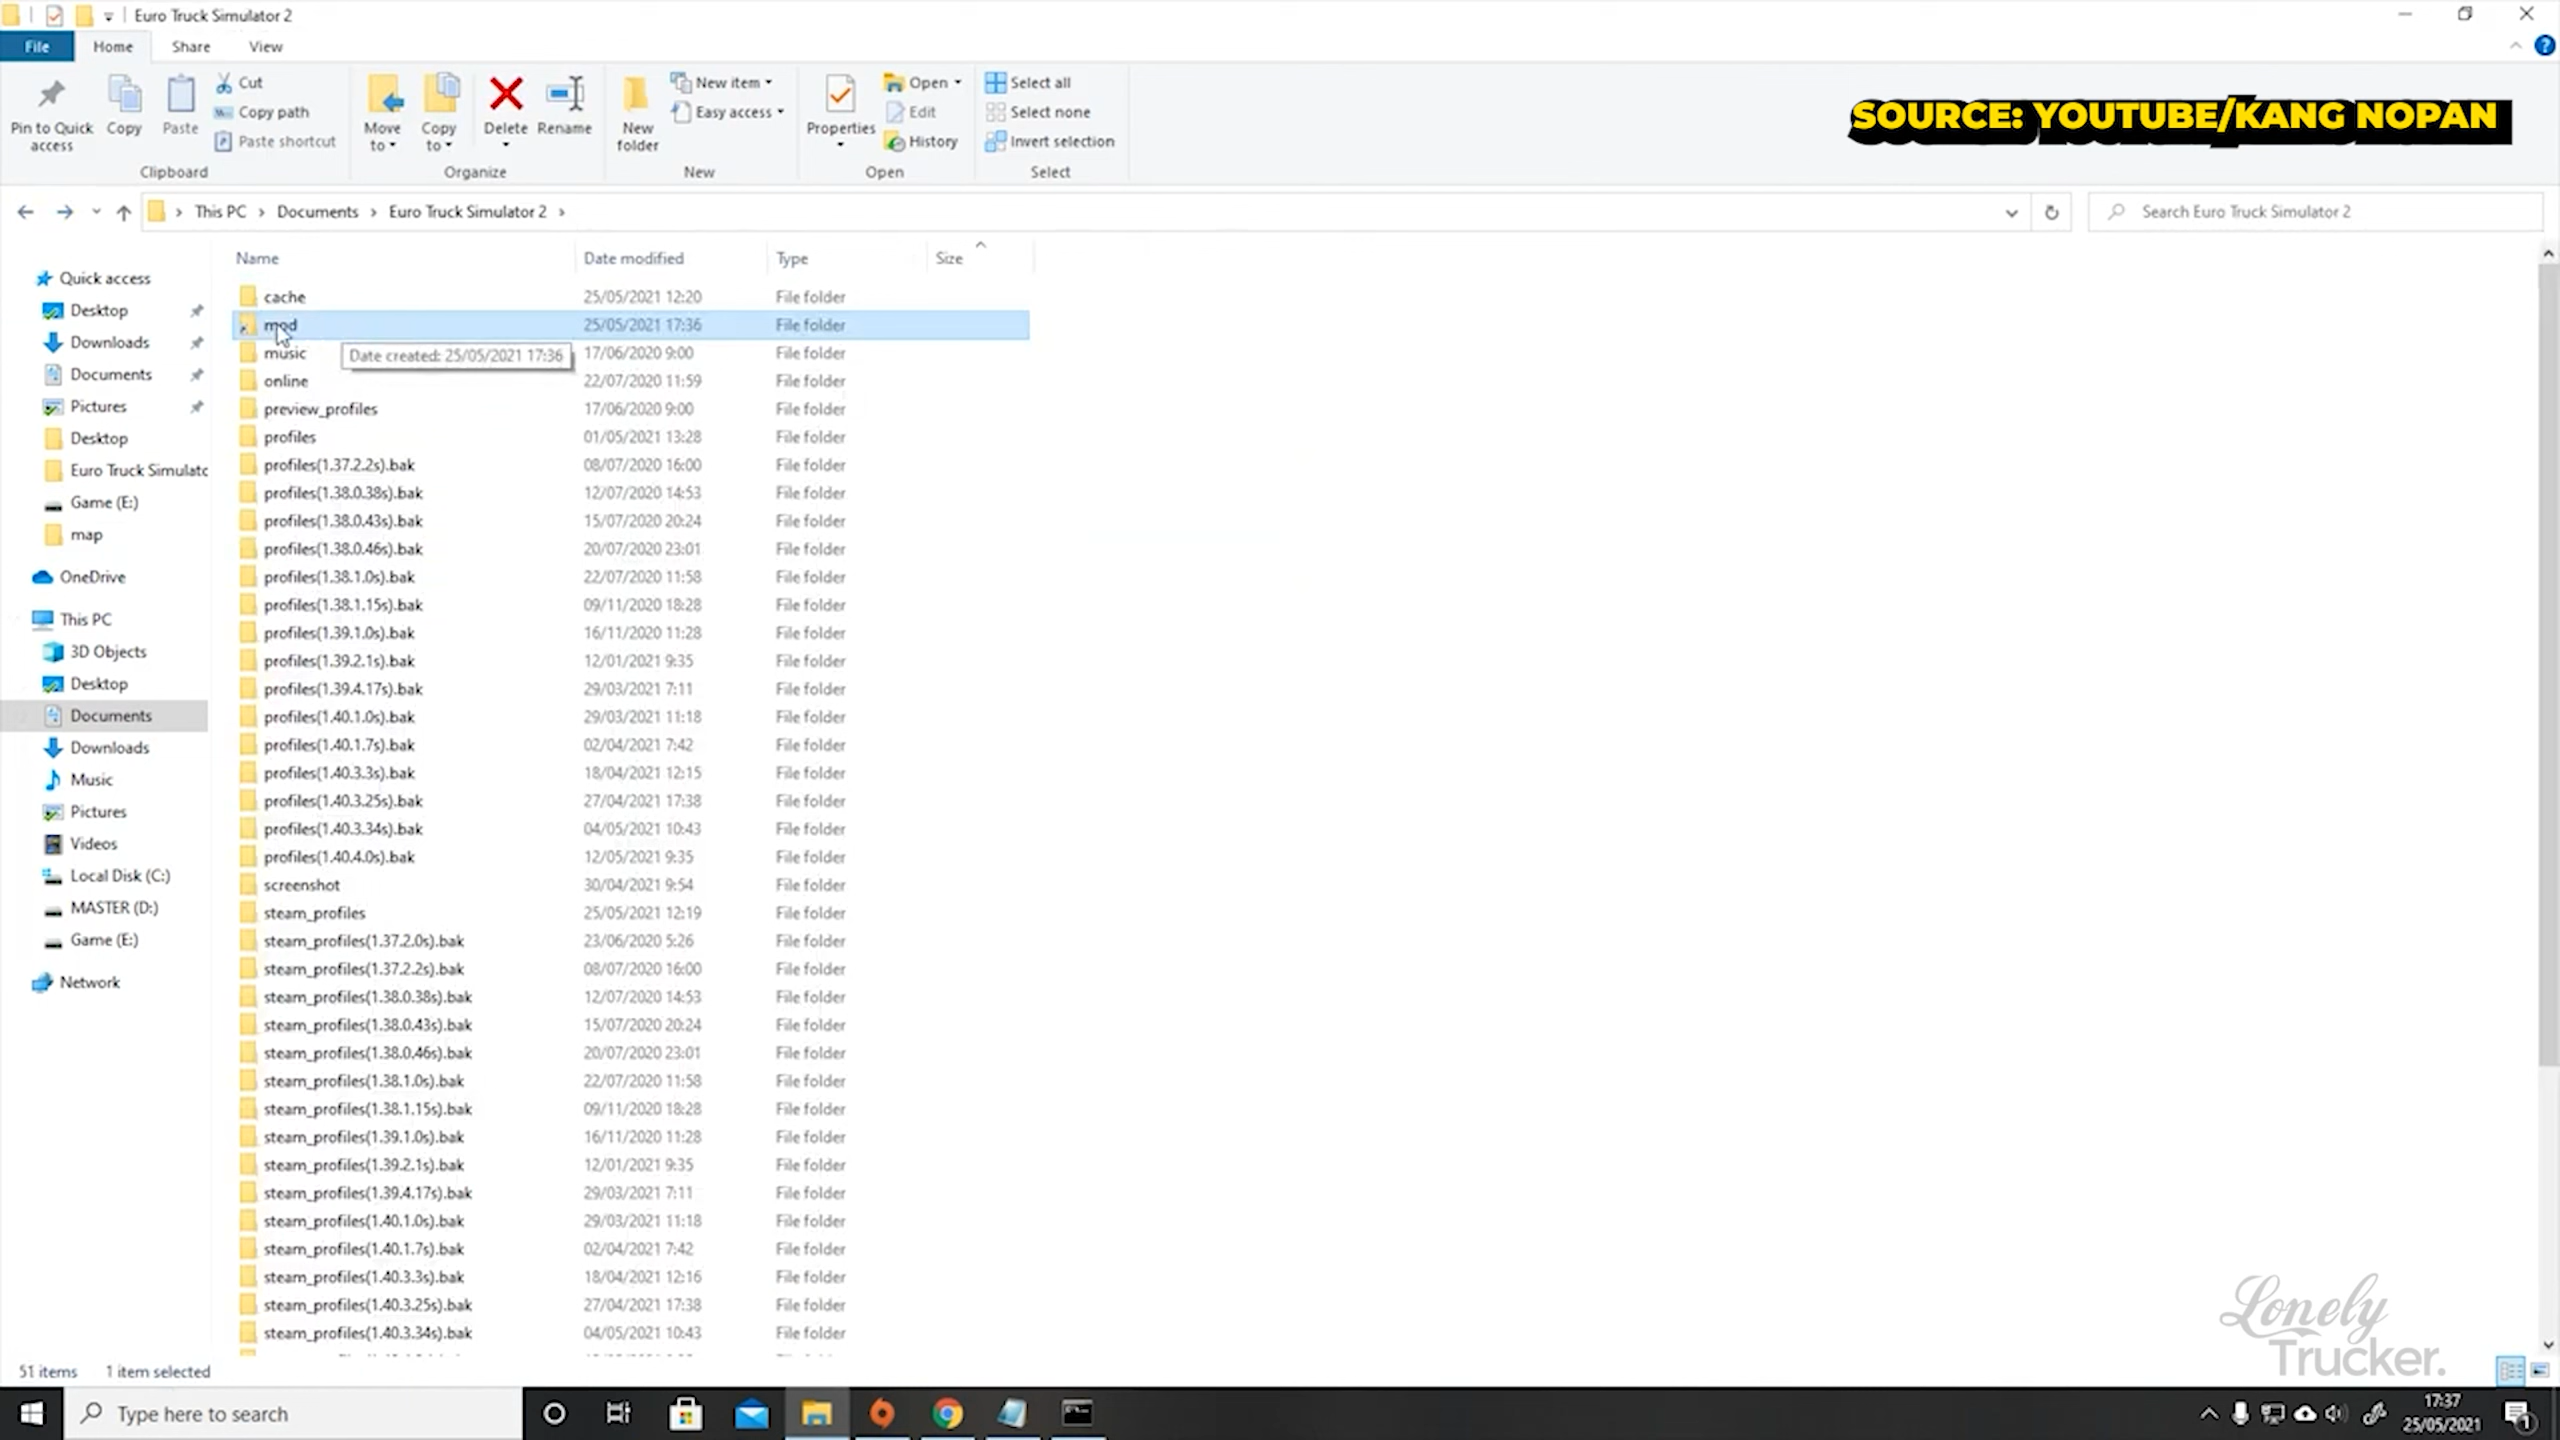 Euro Truck Simulator 2
File Home Share View
Pin to Quick access
Copy
Paste
Cut
Copy path
Paste shortcut
Clipboard
Move to
Copy to
Delete
Rename
Organize
New folder
New item
Easy access
New
Properties
Open
Edit
History
Open
Select all
Select none
Invert selection
Select
SOURCE: YOUTUBE/KANG NOPAN
This PC > Documents > Euro Truck Simulator 2 >
Search Euro Truck Simulator 2
Quick access
Desktop
Downloads
Documents
Pictures
Desktop
Euro Truck Simulatc
Game (E:)
map
OneDrive
This PC
3D Objects
Desktop
Documents
Downloads
Music
Pictures
Videos
Local Disk (C:)
MASTER (D:)
Game (E:)
Network
Name Date modified Type Size
cache 25/05/2021 12:20 File folder
mod 25/05/2021 17:36 File folder
music 17/06/2020 9:00 File folder
Date created: 25/05/2021 17:36
online 22/07/2020 11:59 File folder
preview_profiles 17/06/2020 9:00 File folder
profiles 01/05/2021 13:28 File folder
profiles(1.37.2.2s).bak 08/07/2020 16:00 File folder
profiles(1.38.0.38s).bak 12/07/2020 14:53 File folder
profiles(1.38.0.43s).bak 15/07/2020 20:24 File folder
profiles(1.38.0.46s).bak 20/07/2020 23:01 File folder
profiles(1.38.1.0s).bak 22/07/2020 11:58 File folder
profiles(1.38.1.15s).bak 09/11/2020 18:28 File folder
profiles(1.39.1.0s).bak 16/11/2020 11:28 File folder
profiles(1.39.2.1s).bak 12/01/2021 9:35 File folder
profiles(1.39.4.17s).bak 29/03/2021 7:11 File folder
profiles(1.40.1.0s).bak 29/03/2021 11:18 File folder
profiles(1.40.1.7s).bak 02/04/2021 7:42 File folder
profiles(1.40.3.3s).bak 18/04/2021 12:15 File folder
profiles(1.40.3.25s).bak 27/04/2021 17:38 File folder
profiles(1.40.3.34s).bak 04/05/2021 10:43 File folder
profiles(1.40.4.0s).bak 12/05/2021 9:35 File folder
screenshot 30/04/2021 9:54 File folder
steam_profiles 25/05/2021 12:19 File folder
steam_profiles(1.37.2.0s).bak 23/06/2020 5:26 File folder
steam_profiles(1.37.2.2s).bak 08/07/2020 16:00 File folder
steam_profiles(1.38.0.38s).bak 12/07/2020 14:53 File folder
steam_profiles(1.38.0.43s).bak 15/07/2020 20:24 File folder
steam_profiles(1.38.0.46s).bak 20/07/2020 23:01 File folder
steam_profiles(1.38.1.0s).bak 22/07/2020 11:58 File folder
steam_profiles(1.38.1.15s).bak 09/11/2020 18:28 File folder
steam_profiles(1.39.1.0s).bak 16/11/2020 11:28 File folder
steam_profiles(1.39.2.1s).bak 12/01/2021 9:35 File folder
steam_profiles(1.39.4.17s).bak 29/03/2021 7:11 File folder
steam_profiles(1.40.1.0s).bak 29/03/2021 11:18 File folder
steam_profiles(1.40.1.7s).bak 02/04/2021 7:42 File folder
steam_profiles(1.40.3.3s).bak 18/04/2021 12:16 File folder
steam_profiles(1.40.3.25s).bak 27/04/2021 17:38 File folder
steam_profiles(1.40.3.34s).bak 04/05/2021 10:43 File folder
Lonely
Trucker.
51 items 1 item selected
Type here to search
17:37
25/05/2021
1